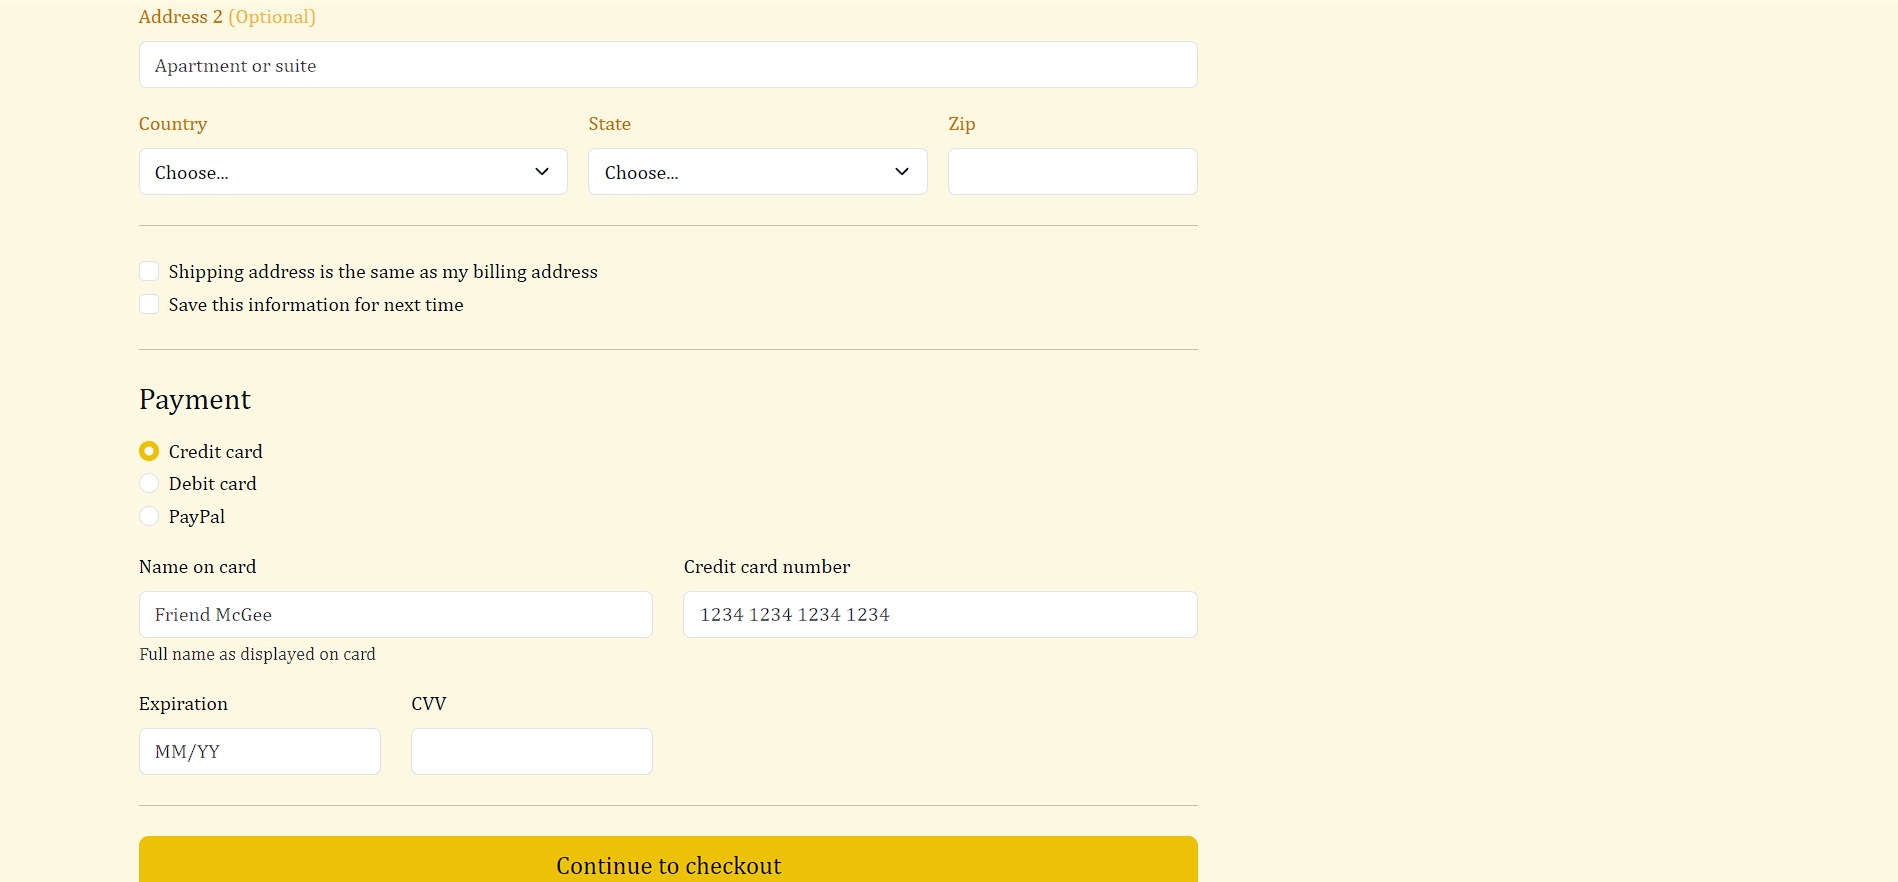 Address 2 (Optional)
Apartment or suite
Country State Zip
Choose... Choose...
Shipping address is the same as my billing address
Save this information for next time
Payment
Credit card
Debit card
PayPal
Name on card Credit card number
Friend McGee 1234 1234 1234 1234
Full name as displayed on card
Expiration CVV
MM/YY
Continue to checkout